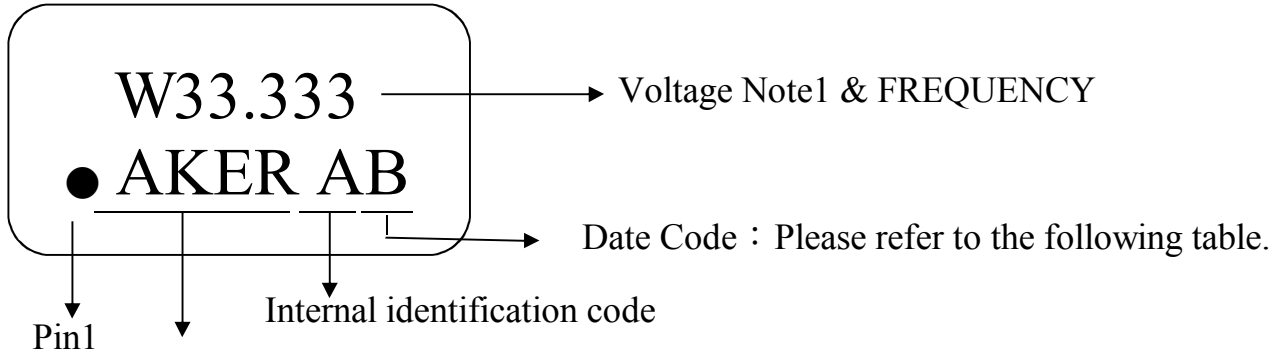 W33.333
Voltage Note1 & FREQUENCY
● AKER AB
Date Code：Please refer to the following table.
Internal identification code
Pin1